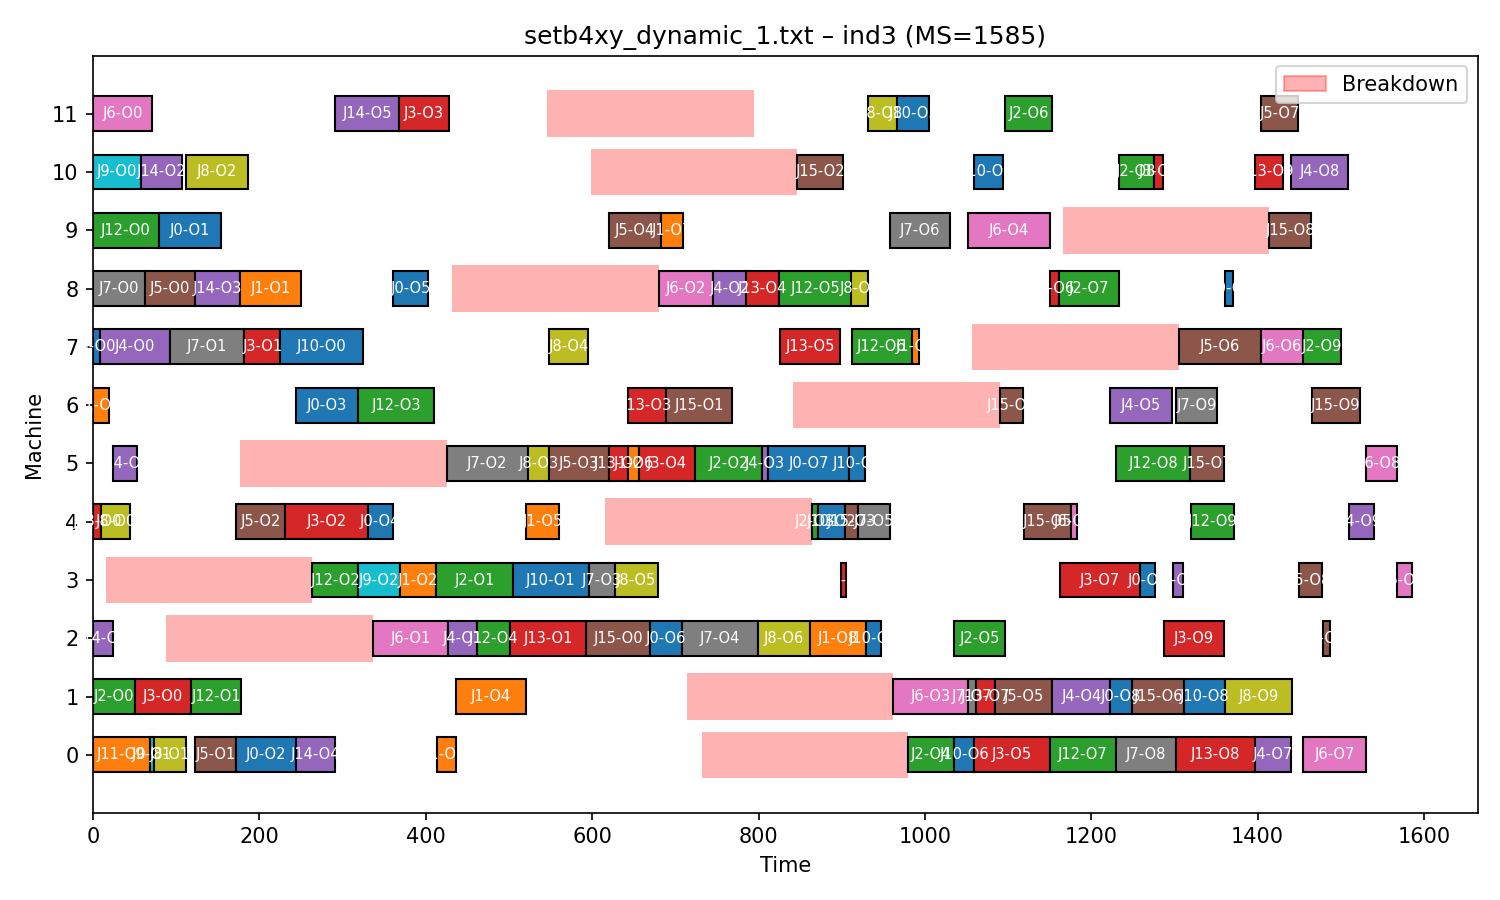 setb4xy_dynamic_1.txt – ind3 (MS=1585)
Breakdown
11 J6-O0 J14-O5 J3-O3 J2-O6 J5-O7
10 J9-O0 J14-O2 J8-O2 J15-O2 J4-O8
9 J12-O0 J0-O1 J5-O4 J7-O6 J6-O4 J15-O8
8 J7-O0 J5-O0 J14-O3 J1-O1 J0-O5 J6-O2 J13-O4 J12-O5 J2-O7
7 J4-O0 J7-O1 J3-O1 J10-O0 J8-O4 J13-O5 J12-O6 J5-O6 J6-O6 J2-O9
6 J0-O3 J12-O3 J15-O1 J4-O5 J7-O9 J15-O9
5 J7-O2 J8-O3 J5-O3 J3-O4 J2-O2 J4-O3 J0-O7 J12-O8
4 J5-O2 J3-O2 J0-O4 J1-O5 J12-O9
3 J12-O2 J9-O2 J1-O2 J2-O1 J10-O1 J7-O3 J8-O5 J3-O7
2 J6-O1 J12-O4 J13-O1 J15-O0 J0-O6 J7-O4 J8-O6 J1-O8 J2-O5 J3-O9
1 J2-O0 J3-O0 J12-O1 J1-O4 J6-O3 J5-O5 J4-O4 J0-O8 J15-O6 J10-O8 J8-O9
0 J11-O0 J5-O1 J0-O2 J14-O4 J10-O6 J3-O5 J12-O7 J7-O8 J13-O8 J4-O7 J6-O7
Machine
0 200 400 600 800 1000 1200 1400 1600
Time